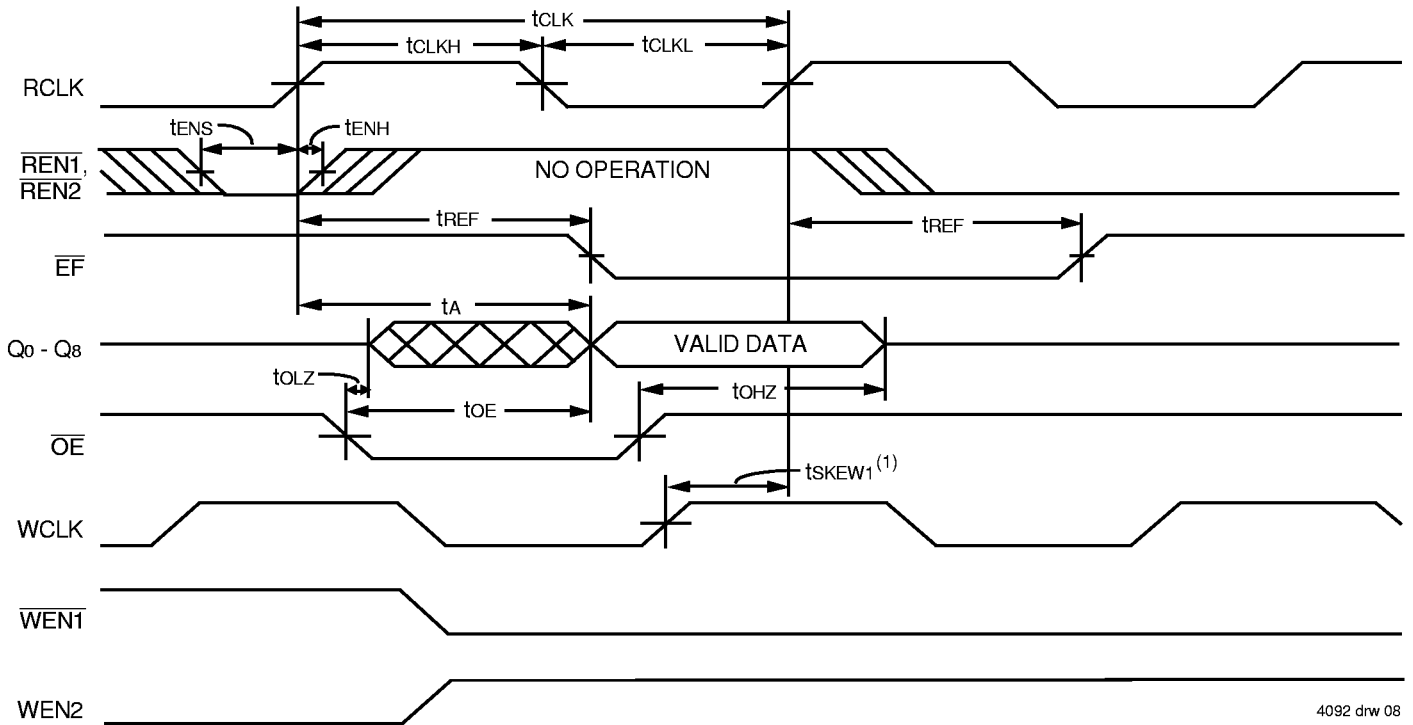 tCLK
tCLKH
tCLKL
RCLK
tENS
tENH
REN1,
REN2
NO OPERATION
tREF
tREF
EF
tA
Q0 - Q8
VALID DATA
tOLZ
tOE
tOHZ
OE
tSKEW1(1)
WCLK
WEN1
WEN2
4092 drw 08